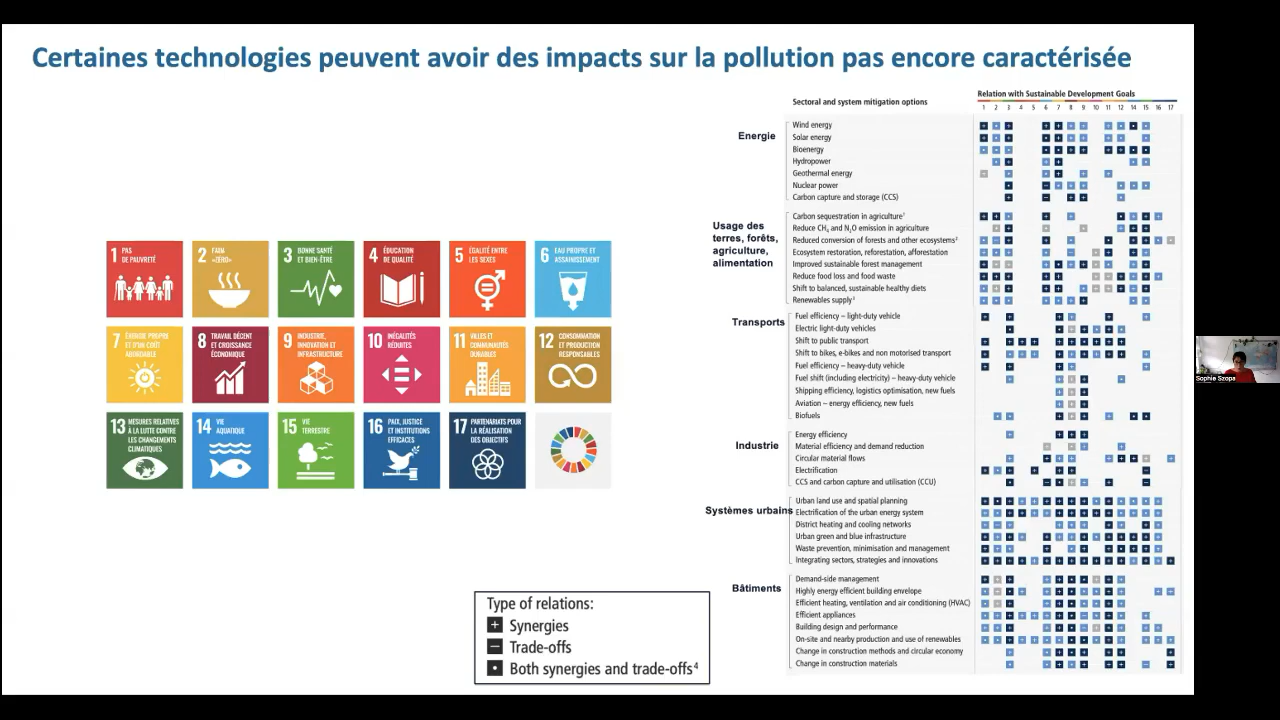 Certaines technologies peuvent avoir des impacts sur la pollution pas encore caractérisée
1 PAS
DE PAUVRETÉ
2 FAIM
«ZÉRO»
3 BONNE SANTÉ
ET BIEN-ÊTRE
4 ÉDUCATION
DE QUALITÉ
5 ÉGALITÉ ENTRE
LES SEXES
6 EAU PROPRE ET
ASSAINISSEMENT
7 ÉNERGIE PROPRE
ET D'UN COÛT
ABORDABLE
8 TRAVAIL DÉCENT
ET CROISSANCE
ÉCONOMIQUE
9 INDUSTRIE,
INNOVATION ET
INFRASTRUCTURE
10 INÉGALITÉS
RÉDUITES
11 VILLES ET
COMMUNAUTÉS
DURABLES
12 CONSOMMATION
ET PRODUCTION
RESPONSABLES
13 MESURES RELATIVES
À LA LUTTE CONTRE
LES CHANGEMENTS
CLIMATIQUES
14 VIE
AQUATIQUE
15 VIE
TERRESTRE
16 PAIX, JUSTICE
ET INSTITUTIONS
EFFICACES
17 PARTENARIATS POUR
LA RÉALISATION
DES OBJECTIFS
Type of relations:
+ Synergies
− Trade-offs
• Both synergies and trade-offs⁴
Sectoral and system mitigation options
Relation with Sustainable Development Goals
1 2 3 4 5 6 7 8 9 10 11 12 13 14 15 16 17
Energie
Wind energy
Solar energy
Bioenergy
Hydropower
Geothermal energy
Nuclear power
Carbon capture and storage (CCS)
Usage des
terres, forêts,
agriculture,
alimentation
Carbon sequestration in agriculture¹
Reduce CH₄ and N₂O emission in agriculture
Reduced conversion of forests and other ecosystems²
Ecosystem restoration, reforestation, afforestation
Improved sustainable forest management
Reduce food loss and food waste
Shift to balanced, sustainable healthy diets
Renewables supply³
Transports
Fuel efficiency – light-duty vehicle
Electric light-duty vehicles
Shift to public transport
Shift to bikes, e-bikes and non motorised transport
Fuel efficiency – heavy-duty vehicle
Fuel shift (including electricity) – heavy-duty vehicle
Shipping efficiency, logistics optimisation, new fuels
Aviation – energy efficiency, new fuels
Biofuels
Industrie
Energy efficiency
Material efficiency and demand reduction
Circular material flows
Electrification
CCS and carbon capture and utilisation (CCU)
Systèmes urbains
Urban land use and spatial planning
Electrification of the urban energy system
District heating and cooling networks
Urban green and blue infrastructure
Waste prevention, minimisation and management
Integrating sectors, strategies and innovations
Bâtiments
Demand-side management
Highly energy efficient building envelope
Efficient heating, ventilation and air conditioning (HVAC)
Efficient appliances
Building design and performance
On-site and nearby production and use of renewables
Change in construction methods and circular economy
Change in construction materials
Sophie Szopa